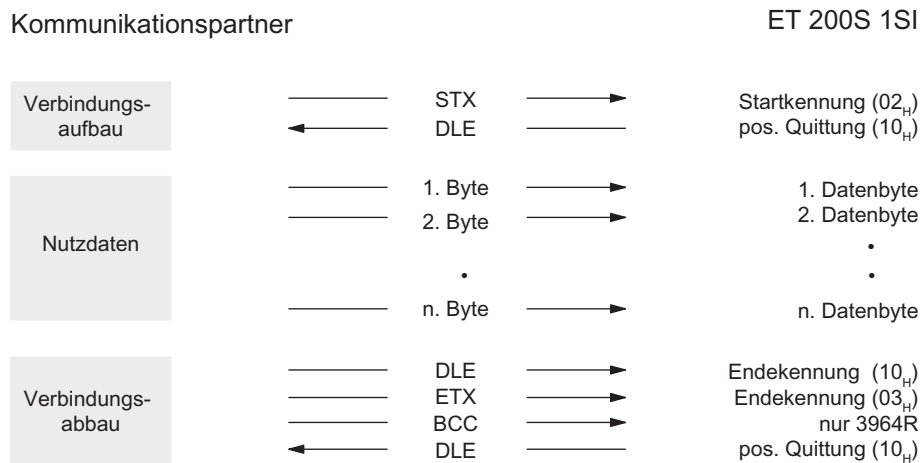 Kommunikationspartner ET 200S 1SI
Verbindungs-
aufbau
STX Startkennung (02H)
DLE pos. Quittung (10H)
Nutzdaten
1. Byte 1. Datenbyte
2. Byte 2. Datenbyte
n. Byte n. Datenbyte
Verbindungs-
abbau
DLE Endekennung (10H)
ETX Endekennung (03H)
BCC nur 3964R
DLE pos. Quittung (10H)